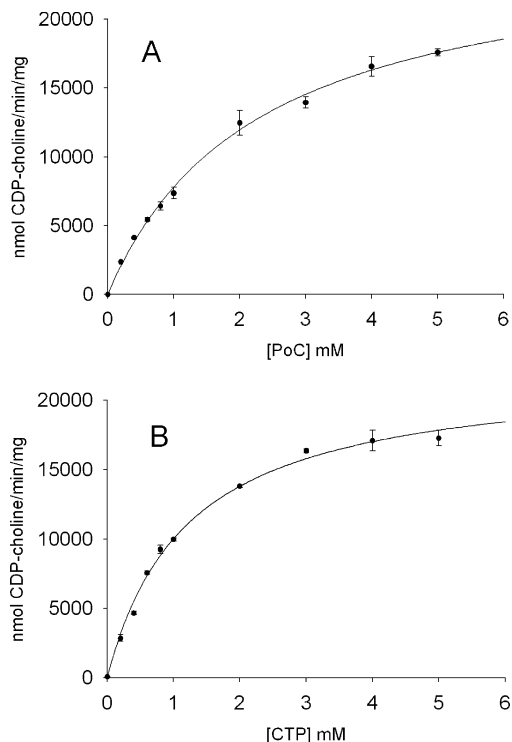 A
20000
15000
10000
5000
0
nmol CDP-choline/min/mg
0 1 2 3 4 5 6
[PoC] mM
B
20000
15000
10000
5000
0
nmol CDP-choline/min/mg
0 1 2 3 4 5 6
[CTP] mM